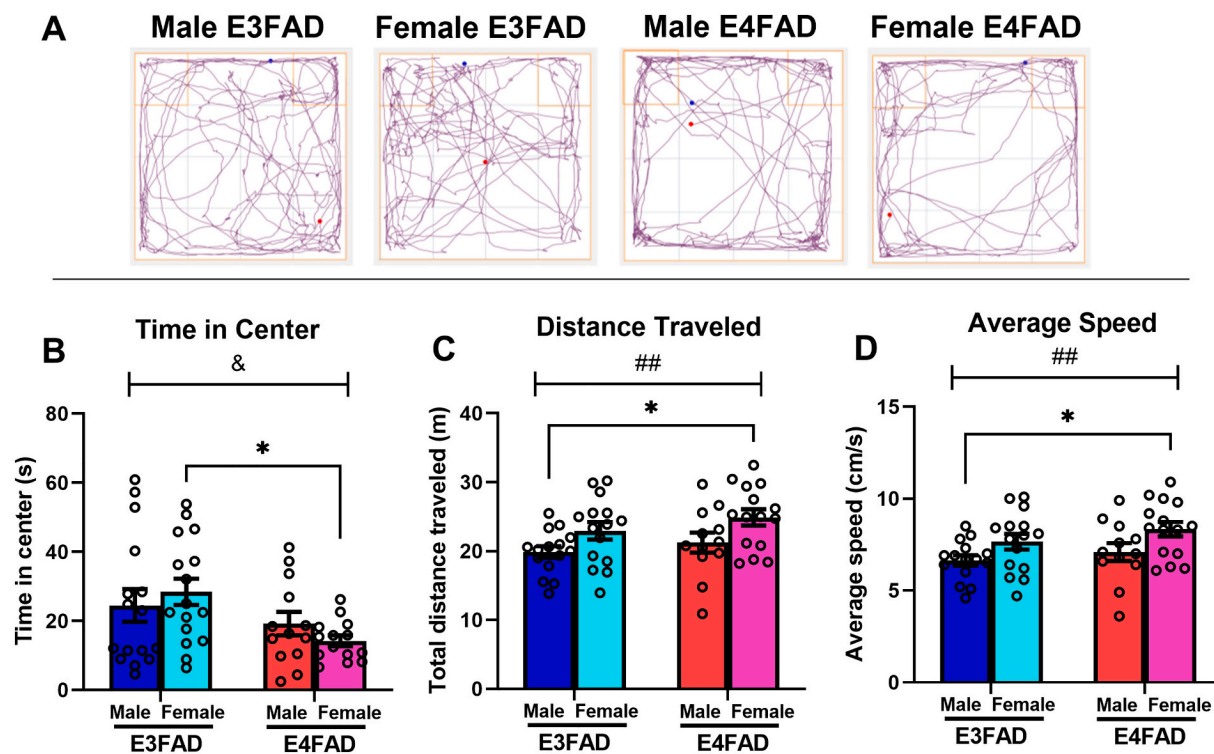 A
Male E3FAD
Female E3FAD
Male E4FAD
Female E4FAD
B
Time in Center
&
*
Time in center (s)
80
60
40
20
0
Male Female Male Female
E3FAD E4FAD
C
Distance Traveled
##
*
Total distance traveled (m)
40
30
20
10
0
Male Female Male Female
E3FAD E4FAD
D
Average Speed
##
*
Average speed (cm/s)
15
10
5
0
Male Female Male Female
E3FAD E4FAD